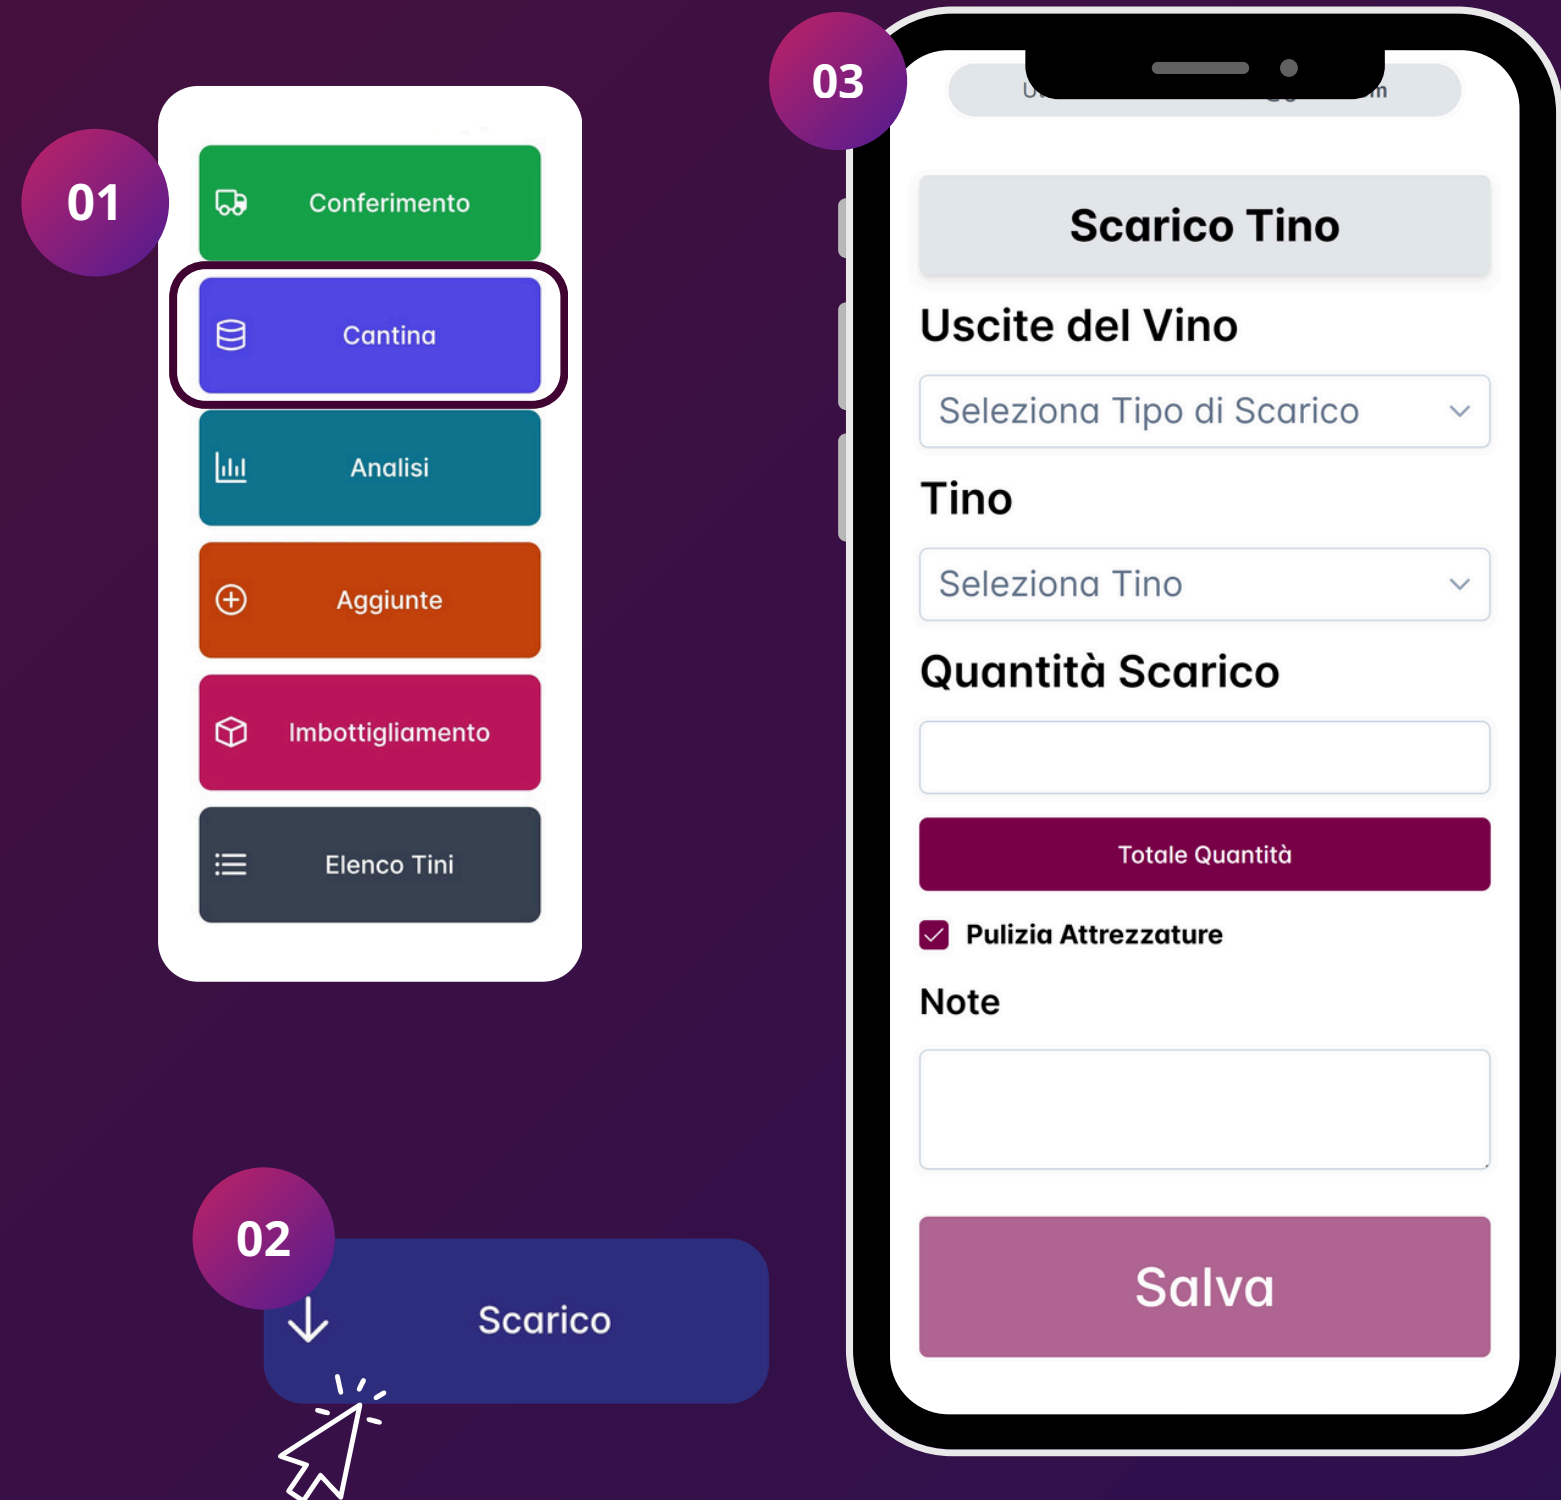 01
Conferimento
Cantina
Analisi
Aggiunte
Imbottigliamento
Elenco Tini
02
Scarico
03
Scarico Tino
Uscite del Vino
Seleziona Tipo di Scarico
Tino
Seleziona Tino
Quantità Scarico
Totale Quantità
Pulizia Attrezzature
Note
Salva